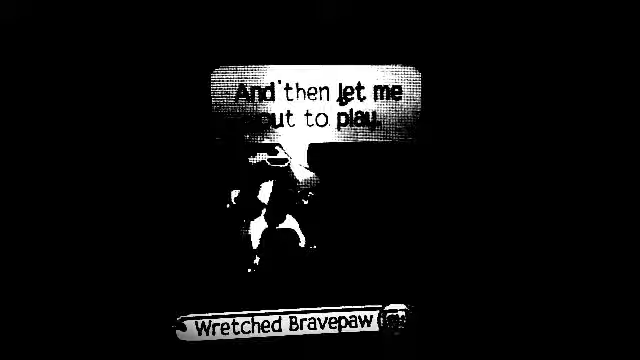 And then let me
out to play.
Wretched Bravepaw